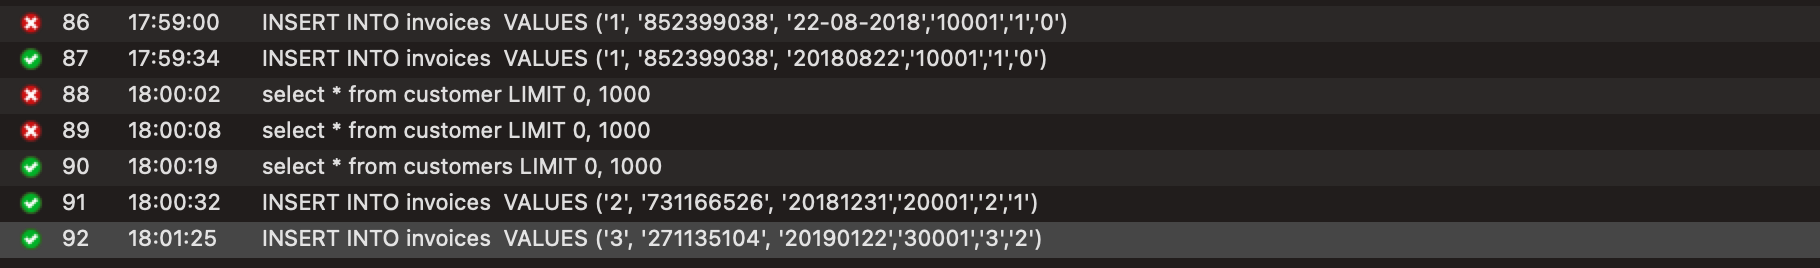 86 17:59:00 INSERT INTO invoices  VALUES ('1', '852399038', '22-08-2018','10001','1','0')
87 17:59:34 INSERT INTO invoices  VALUES ('1', '852399038', '20180822','10001','1','0')
88 18:00:02 select * from customer LIMIT 0, 1000
89 18:00:08 select * from customer LIMIT 0, 1000
90 18:00:19 select * from customers LIMIT 0, 1000
91 18:00:32 INSERT INTO invoices  VALUES ('2', '731166526', '20181231','20001','2','1')
92 18:01:25 INSERT INTO invoices  VALUES ('3', '271135104', '20190122','30001','3','2')